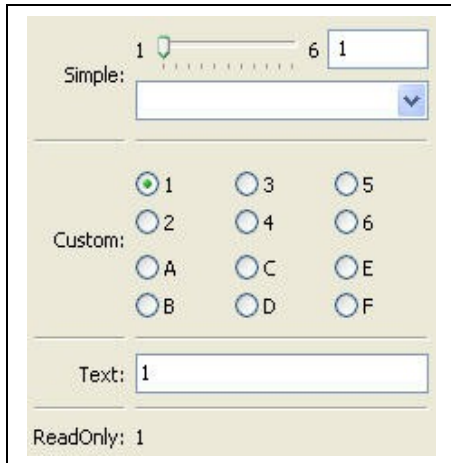 1 6 1
Simple:
1 3 5
2 4 6
Custom:
A C E
B D F
Text: 1
ReadOnly: 1